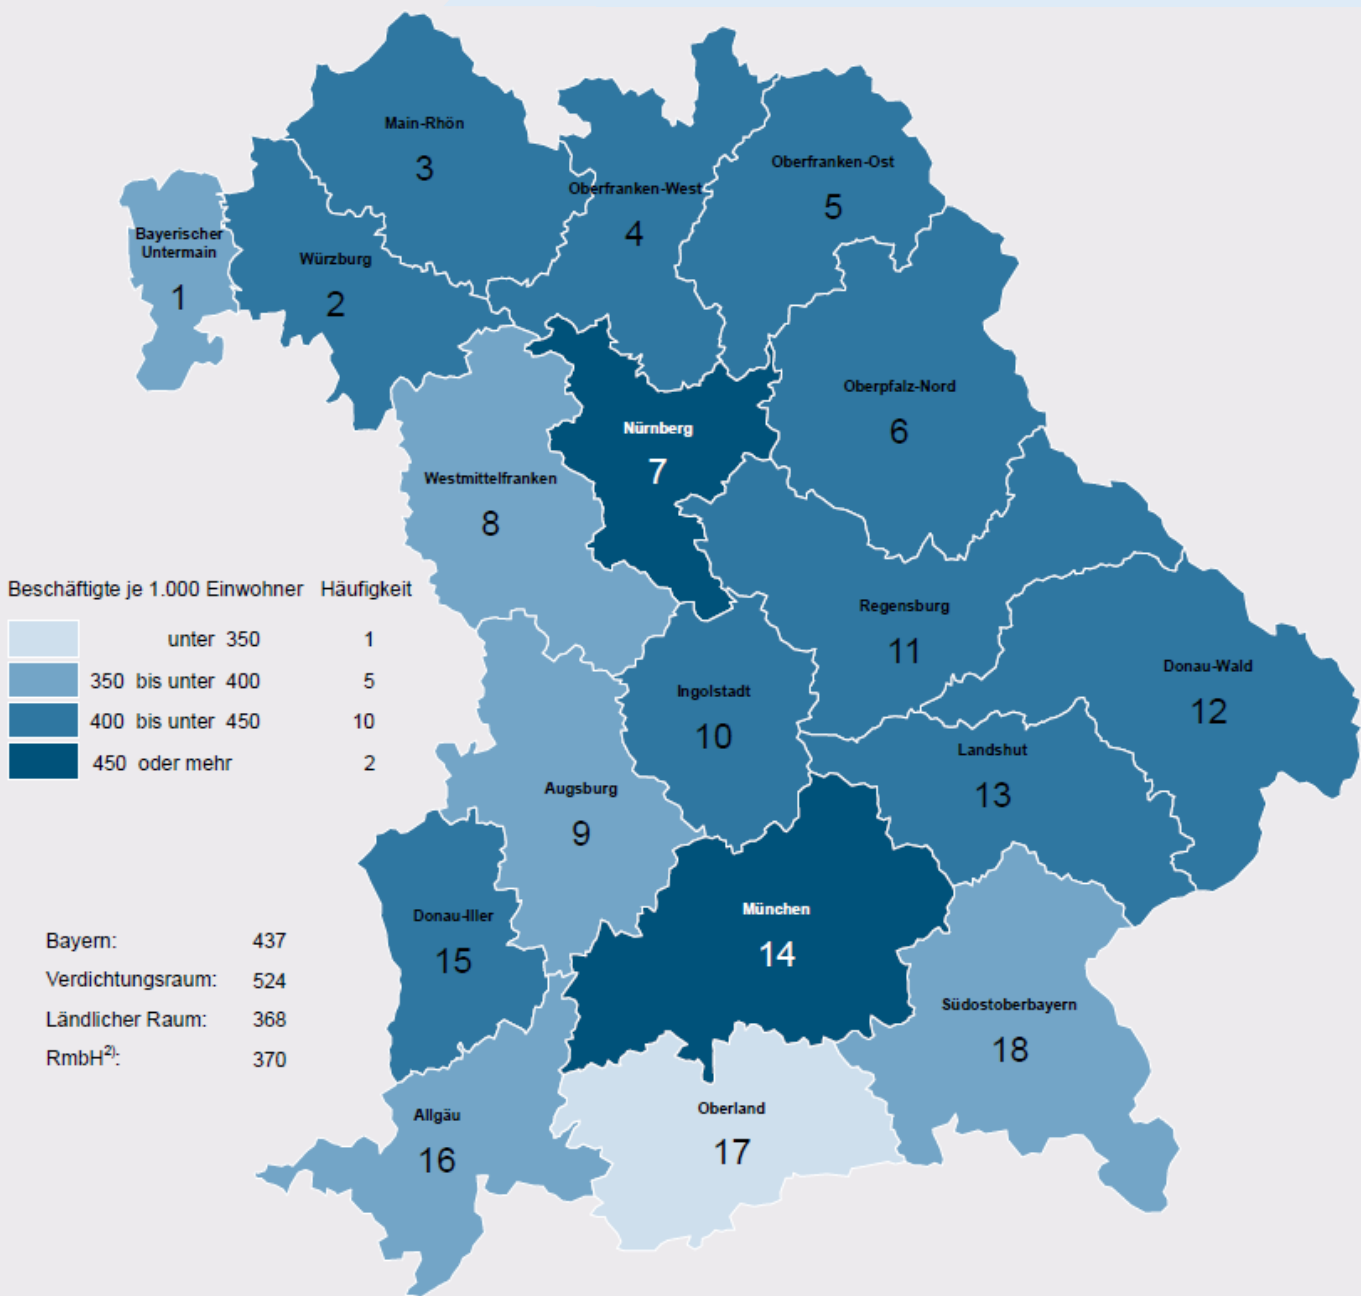 Main-Rhön
3
Oberfranken-West
4
Oberfranken-Ost
5
Bayerischer
Untermain
1
Würzburg
2
Oberpfalz-Nord
6
Nürnberg
7
Westmittelfranken
8
Beschäftigte je 1.000 Einwohner Häufigkeit
unter 350 1
350 bis unter 400 5
400 bis unter 450 10
450 oder mehr 2
Regensburg
11
Donau-Wald
12
Ingolstadt
10
Landshut
13
Augsburg
9
Donau-Iller
15
München
14
Bayern: 437
Verdichtungsraum: 524
Ländlicher Raum: 368
RmbH²⁾: 370
Südostoberbayern
18
Allgäu
16
Oberland
17